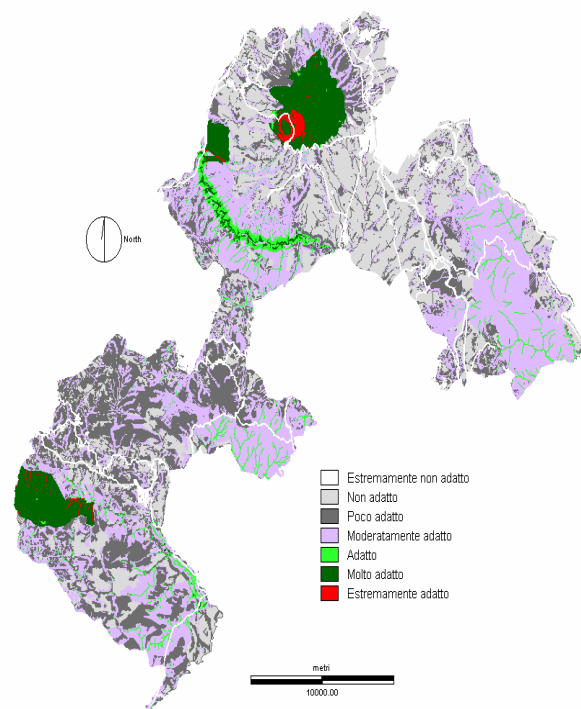 North
Estremamente non adatto
Non adatto
Poco adatto
Moderatamente adatto
Adatto
Molto adatto
Estremamente adatto
metri
10000.00